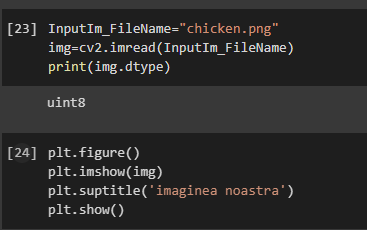 [23] InputIm_FileName="chicken.png"
img=cv2.imread(InputIm_FileName)
print(img.dtype)
uint8
[24] plt.figure()
plt.imshow(img)
plt.suptitle('imaginea noastra')
plt.show()